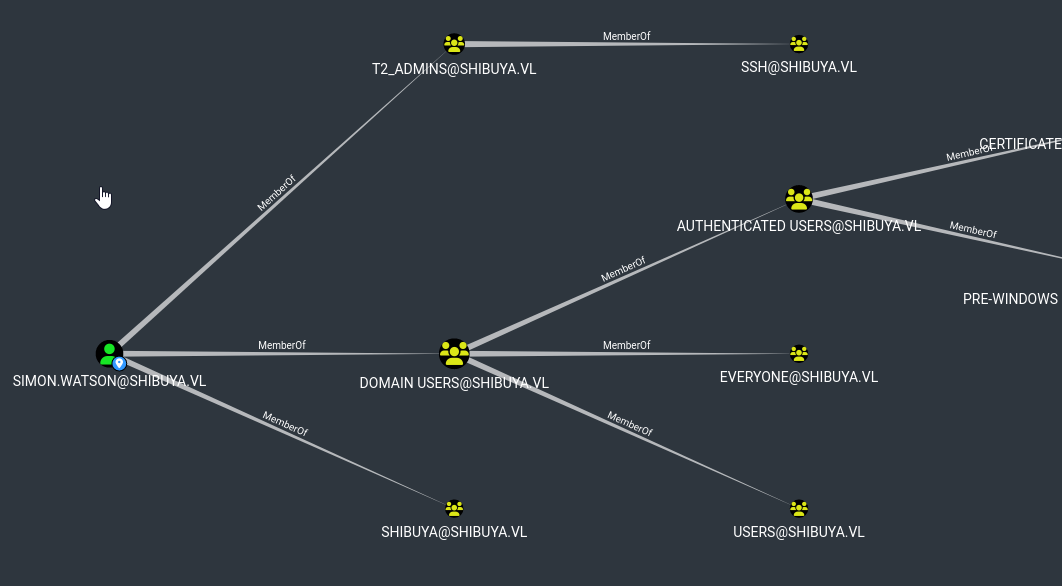 MemberOf
T2_ADMINS@SHIBUYA.VL
SSH@SHIBUYA.VL
MemberOf
CERTIFICATE
MemberOf
AUTHENTICATED USERS@SHIBUYA.VL
MemberOf
MemberOf
PRE-WINDOWS
MemberOf
MemberOf
SIMON.WATSON@SHIBUYA.VL
DOMAIN USERS@SHIBUYA.VL
EVERYONE@SHIBUYA.VL
MemberOf
MemberOf
SHIBUYA@SHIBUYA.VL
USERS@SHIBUYA.VL